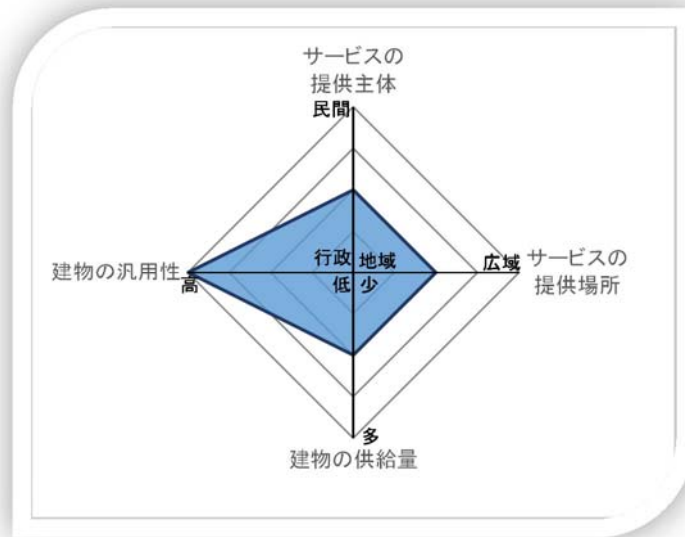 サービスの
提供主体
民間
建物の汎用性
高
行政
地域
低
少
広域
サービスの
提供場所
多
建物の供給量